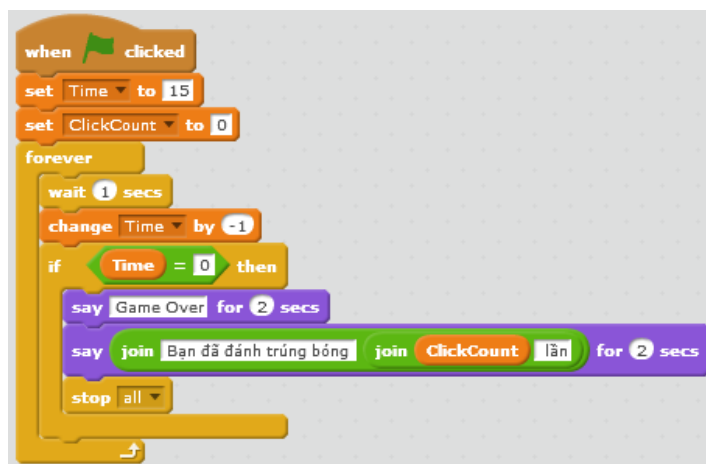 when clicked
set Time to 15
set ClickCount to 0
forever
wait 1 secs
change Time by -1
if Time = 0 then
say Game Over for 2 secs
say join Bạn đã đánh trúng bóng join ClickCount lần for 2 secs
stop all